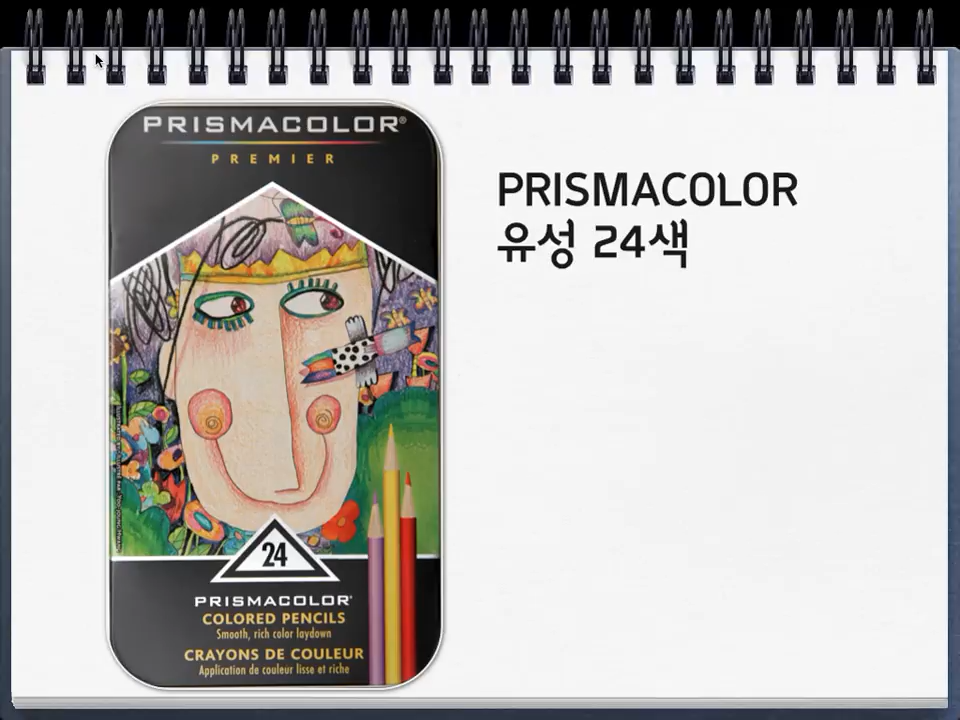 PRISMACOLOR®
PREMIER
24
PRISMACOLOR®
COLORED PENCILS
Smooth, rich color laydown
CRAYONS DE COULEUR
Application de couleur lisse et riche
PRISMACOLOR
유성 24색